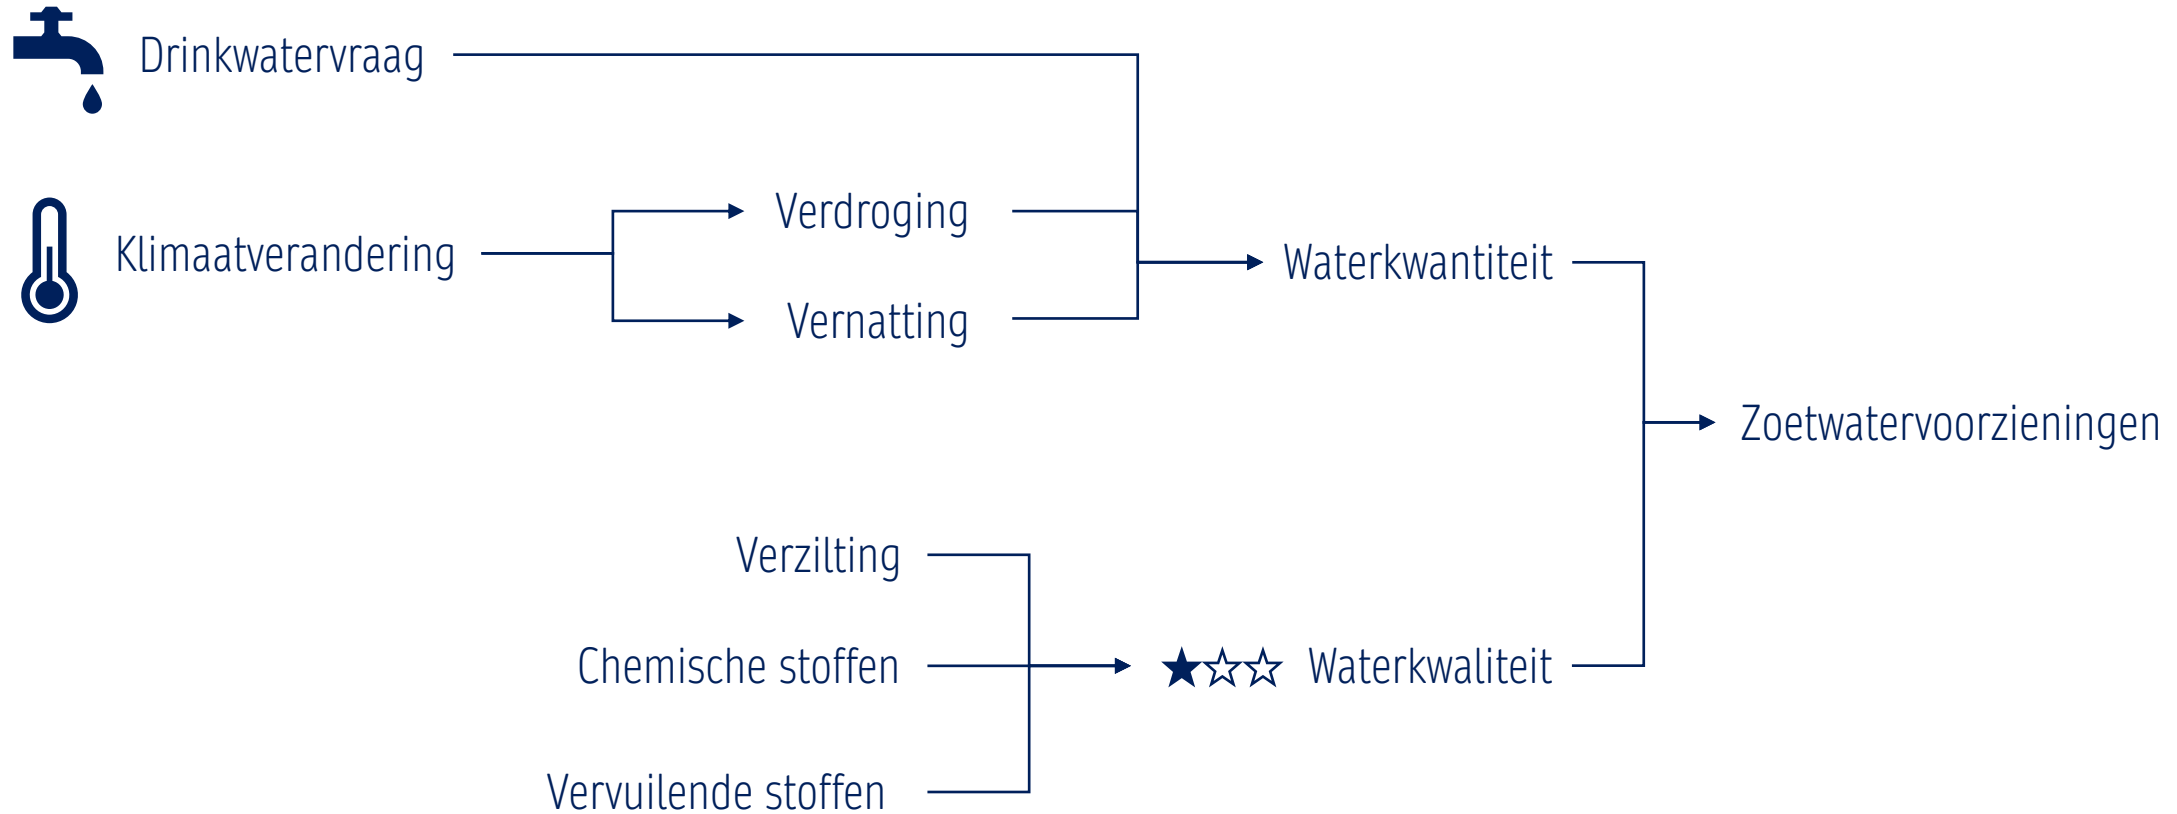 Drinkwatervraag
Klimaatverandering
Verdroging
Vernatting
Waterkwantiteit
Zoetwatervoorzieningen
Verzilting
Chemische stoffen
Vervuilende stoffen
Waterkwaliteit